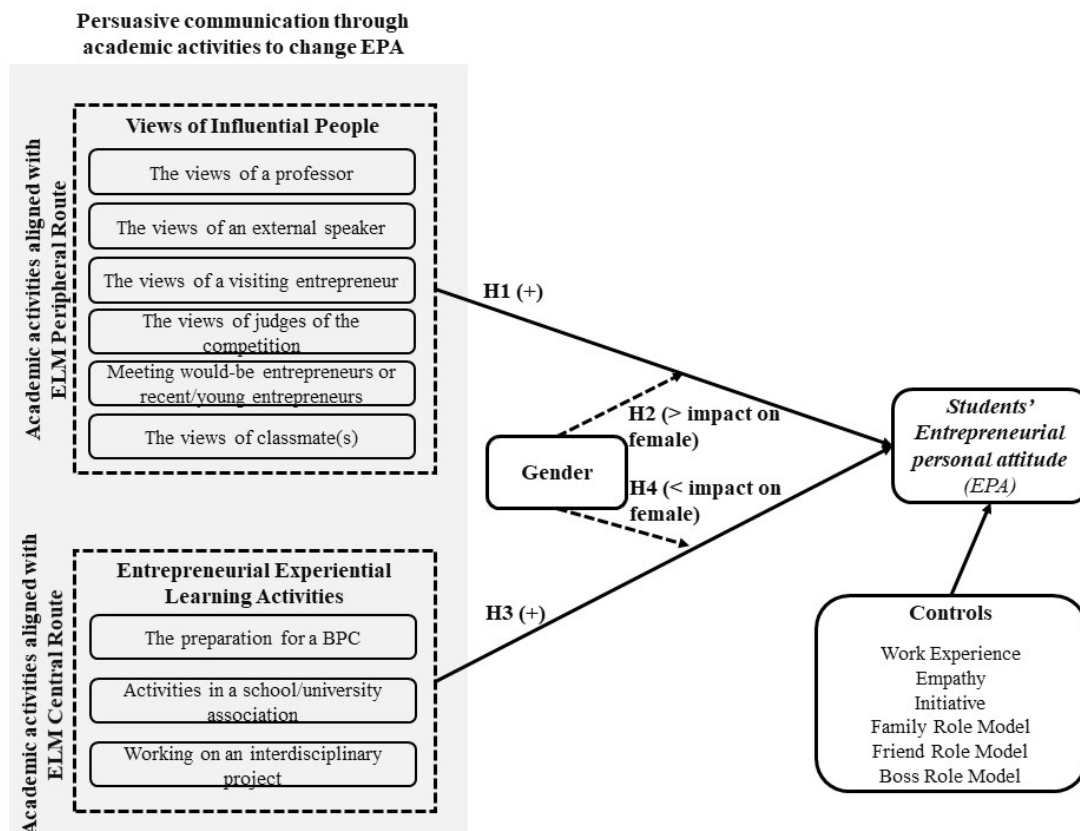 Persuasive communication through
academic activities to change EPA
Academic activities aligned with
ELM Peripheral Route
Views of Influential People
The views of a professor
The views of an external speaker
The views of a visiting entrepreneur
The views of judges of the
competition
Meeting would-be entrepreneurs or
recent/young entrepreneurs
The views of classmate(s)
Academic activities aligned with
ELM Central Route
Entrepreneurial Experiential
Learning Activities
The preparation for a BPC
Activities in a school/university
association
Working on an interdisciplinary
project
H1 (+)
H2 (> impact on
female)
Gender
H4 (< impact on
female)
H3 (+)
Students’
Entrepreneurial
personal attitude
(EPA)
Controls
Work Experience
Empathy
Initiative
Family Role Model
Friend Role Model
Boss Role Model